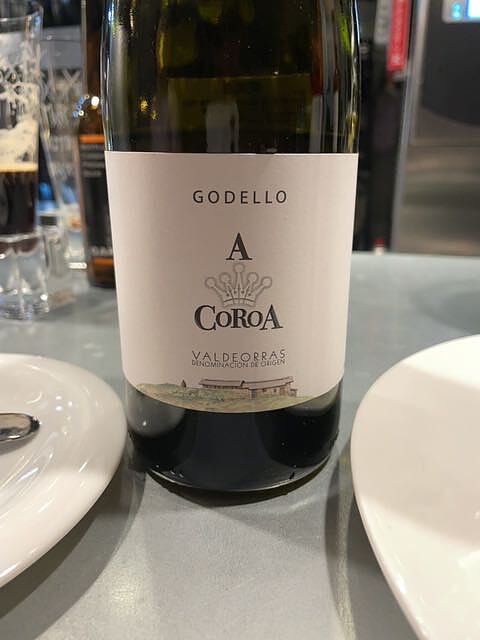 GODELLO
A
COROA
VALDEORRAS
DENOMINACIÓN DE ORIGEN